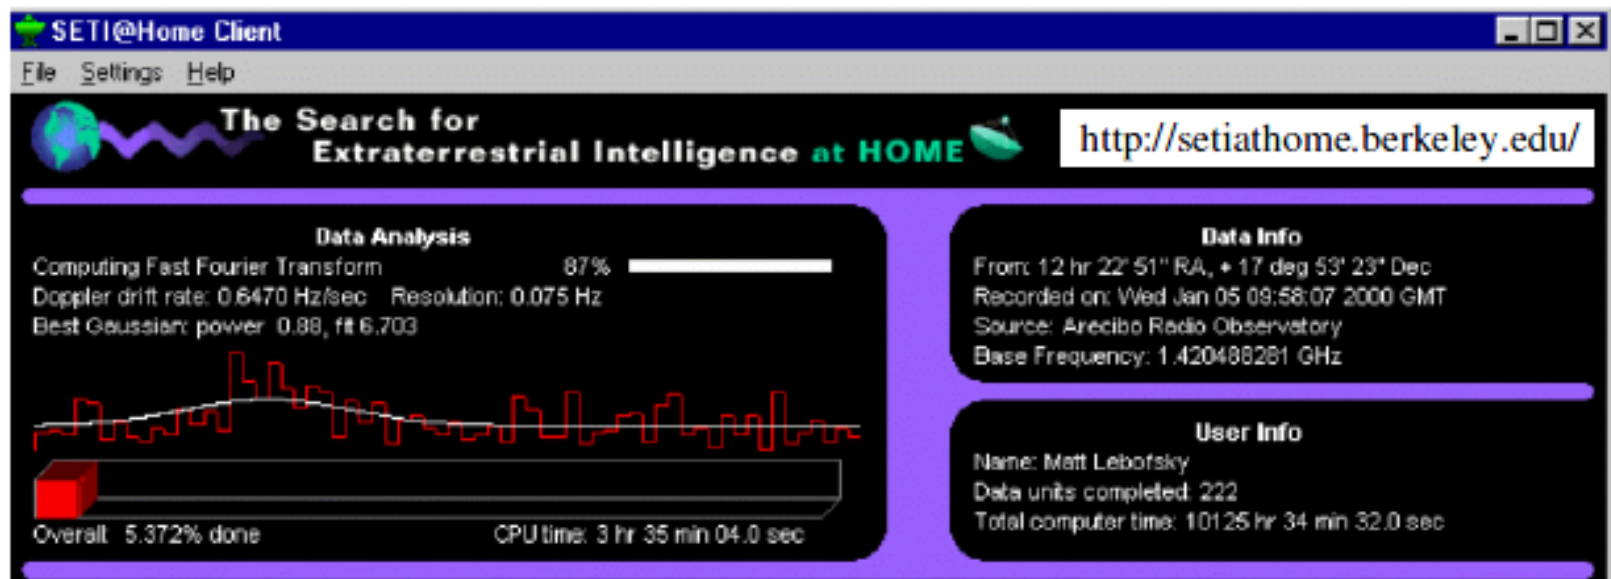 SETI@Home Client
File Settings Help
The Search for
Extraterrestrial Intelligence at HOME
http://setiathome.berkeley.edu/
Data Analysis
Computing Fast Fourier Transform 87%
Doppler drift rate: 0.6470 Hz/sec Resolution: 0.075 Hz
Best Gaussian: power 0.88, fit 6.703
Overall: 5.372% done CPU time: 3 hr 35 min 04.0 sec
Data Info
From: 12 hr 22' 51" RA, + 17 deg 53' 23" Dec
Recorded on: Wed Jan 05 09:58:07 2000 GMT
Source: Arecibo Radio Observatory
Base Frequency: 1.420488281 GHz
User Info
Name: Matt Lebofsky
Data units completed: 222
Total computer time: 10125 hr 34 min 32.0 sec